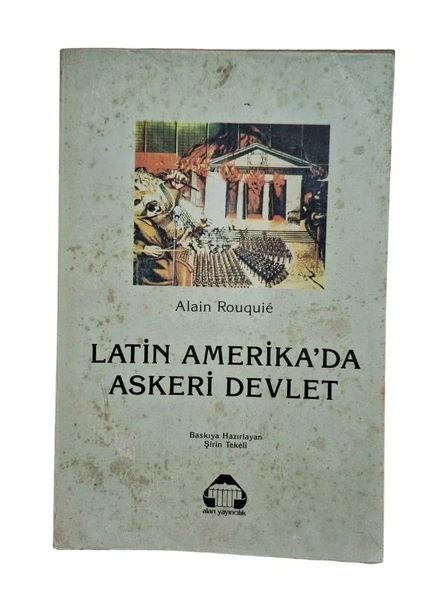 Alain Rouquié
LATİN AMERİKA'DA
ASKERİ DEVLET
Baskıya Hazırlayan
Şirin Tekeli
alan yayıncılık